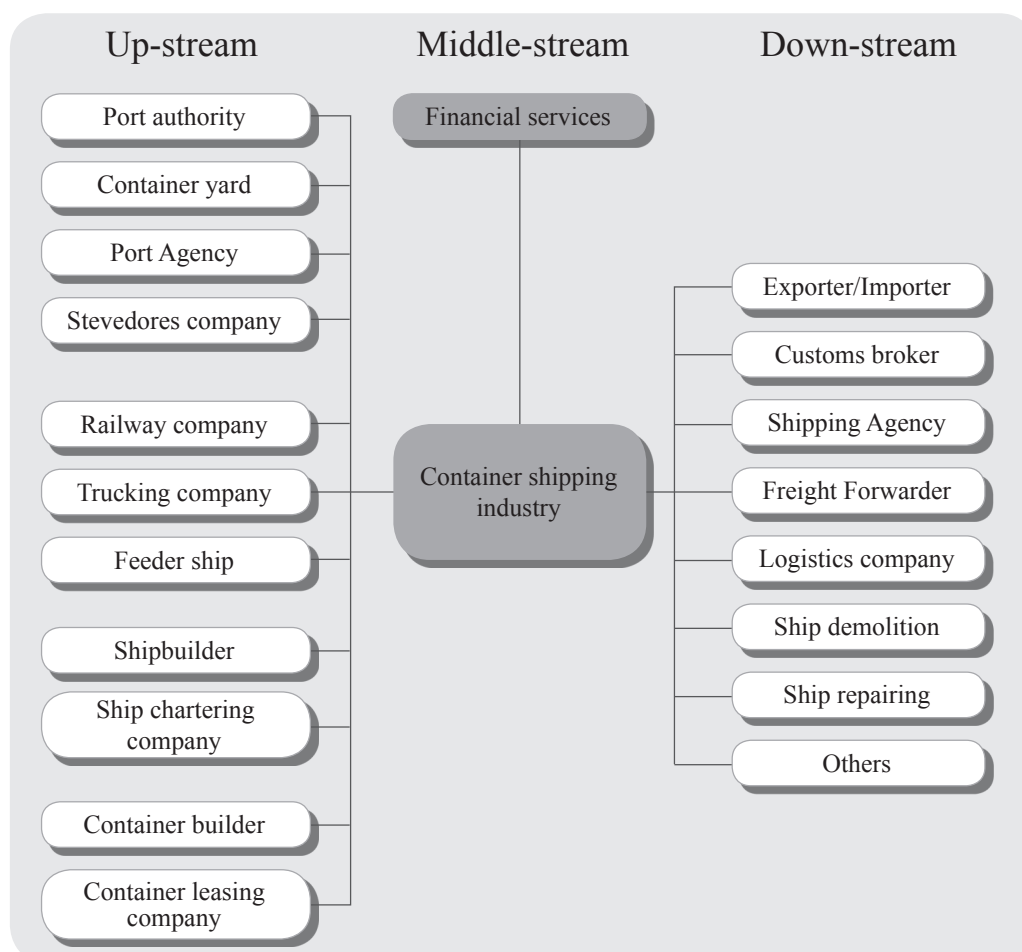 Up-stream
Middle-stream
Down-stream
Port authority
Container yard
Port Agency
Stevedores company
Railway company
Trucking company
Feeder ship
Shipbuilder
Ship chartering
company
Container builder
Container leasing
company
Financial services
Container shipping
industry
Exporter/Importer
Customs broker
Shipping Agency
Freight Forwarder
Logistics company
Ship demolition
Ship repairing
Others